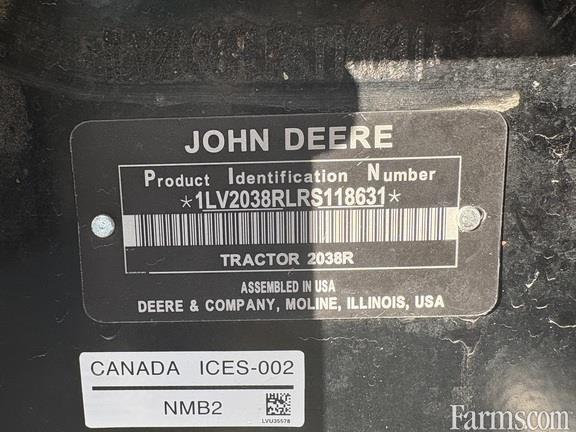 JOHN DEERE
Product Identification Number
*1LV2038RLRS118631*
TRACTOR 2038R
ASSEMBLED IN USA
DEERE & COMPANY, MOLINE, ILLINOIS, USA
CANADA ICES-002
NMB2
LVU35578
Farms.com